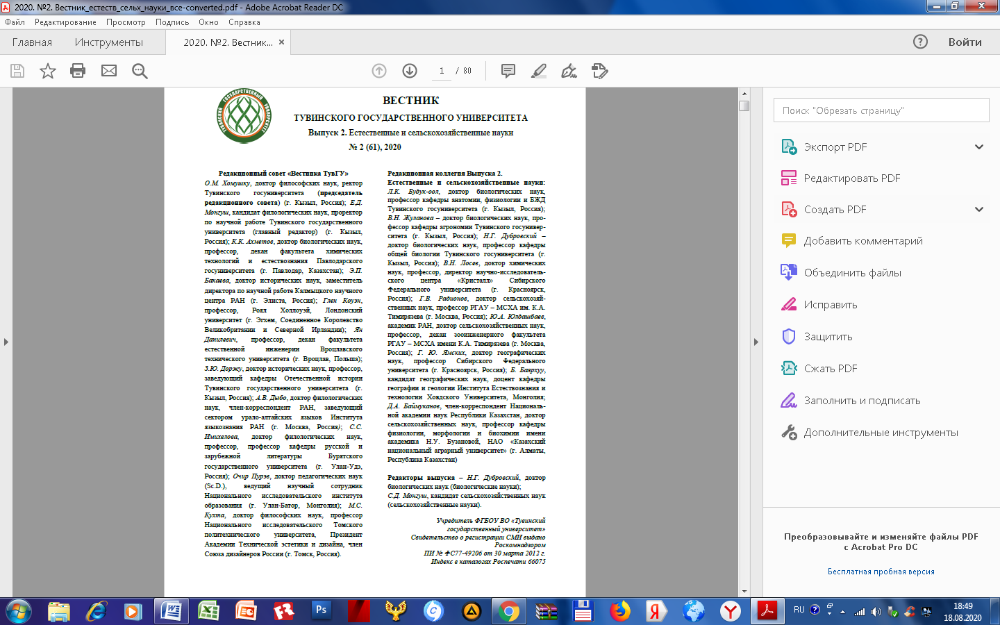 2020. №2. Вестник_естеств_сельх_науки_все-converted.pdf - Adobe Acrobat Reader DC
Файл Редактирование Просмотр Подпись Окно Справка
Главная Инструменты 2020. №2. Вестник... ×
Войти
1 / 80
ТУВИНСКИЙ ГОСУДАРСТВЕННЫЙ УНИВЕРСИТЕТ
ВЕСТНИК
ТУВИНСКОГО ГОСУДАРСТВЕННОГО УНИВЕРСИТЕТА
Выпуск 2. Естественные и сельскохозяйственные науки
№ 2 (61), 2020
Редакционный совет «Вестника ТувГУ»
О.М. Хомушку, доктор философских наук, ректор
Тувинского госуниверситета (председатель
редакционного совета) (г. Кызыл, Россия); Е.Д.
Монгуш, кандидат филологических наук, проректор
по научной работе Тувинского государственного
университета (главный редактор) (г. Кызыл,
Россия); К.К. Ахметов, доктор биологических наук,
профессор, декан факультета химических
технологий и естествознания Павлодарского
госуниверситета (г. Павлодар, Казахстан); Э.П.
Бакаева, доктор исторических наук, заместитель
директора по научной работе Калмыцкого научного
центра РАН (г. Элиста, Россия); Глен Коуэн,
профессор, Роял Холлоуэй, Лондонский
университет (г. Эгхем, Соединенное Королевство
Великобритании и Северной Ирландии); Ян
Данилевич, профессор, декан факультета
естественной инженерии Вроцлавского
технического университета (г. Вроцлав, Польша);
З.Ю. Доржу, доктор исторических наук, профессор,
заведующий кафедры Отечественной истории
Тувинского государственного университета (г.
Кызыл, Россия); А.В. Дыбо, доктор филологических
наук, член-корреспондент РАН, заведующий
сектором урало-алтайских языков Института
языкознания РАН (г. Москва, Россия); С.С.
Имихелова, доктор филологических наук,
профессор, профессор кафедры русской и
зарубежной литературы Бурятского
государственного университета (г. Улан-Удэ,
Россия); Очир Пурэв, доктор педагогических наук
(Sc.D.), ведущий научный сотрудник
Национального исследовательского института
образования (г. Улан-Батор, Монголия); М.С.
Кухта, доктор философских наук, профессор
Национального исследовательского Томского
политехнического университета, Президент
Академии Технической эстетики и дизайна, член
Союза дизайнеров России (г. Томск, Россия).
Редакционная коллегия Выпуска 2.
Естественные и сельскохозяйственные науки:
Л.К. Будук-оол, доктор биологических наук,
профессор кафедры анатомии, физиологии и БЖД
Тувинского госуниверситета (г. Кызыл, Россия);
В.Н. Жуланова – доктор биологических наук, про-
фессор кафедры агрономии Тувинского госунивер-
ситета (г. Кызыл, Россия); Н.Г. Дубровский –
доктор биологических наук, профессор кафедры
общей биологии Тувинского госуниверситета (г.
Кызыл, Россия); В.Н. Лосев, доктор химических
наук, профессор, директор научно-исследователь-
ского центра «Кристалл» Сибирского
Федерального университета (г. Красноярск,
Россия); Г.В. Радионов, доктор сельскохозяй-
ственных наук, профессор РГАУ – МСХА им. К.А.
Тимирязева (г. Москва, Россия); Ю.А. Юлдашбаев,
академик РАН, доктор сельскохозяйственных наук,
профессор, декан зооинженерного факультета
РГАУ – МСХА имени К.А. Тимирязева (г. Москва,
Россия); Г. Ю. Ямских, доктор географических
наук, профессор Сибирского Федерального
университета (г. Красноярск, Россия); Б. Баярхуу,
кандидат географических наук, доцент кафедры
географии и геологии Института Естествознания и
технологии Ховдского Университета, Монголия;
Д.А. Баймуканов, член-корреспондент Националь-
ной академии наук Республики Казахстан, доктор
сельскохозяйственных наук, профессор кафедры
физиологии, морфологии и биохимии имени
академика Н.У. Бузановой, НАО «Казахский
национальный аграрный университет» (г. Алматы,
Республика Казахстан)
Редакторы выпуска – Н.Г. Дубровский, доктор
биологических наук (биологические науки);
С.Д. Монгуш, кандидат сельскохозяйственных наук
(сельскохозяйственные науки).
Учредитель ФГБОУ ВО «Тувинский
государственный университет»
Свидетельство о регистрации СМИ выдано
Роскомнадзором
ПИ № ФС77-49206 от 30 марта 2012 г.
Индекс в каталогах Роспечати 66075
Поиск "Обрезать страницу"
Экспорт PDF
Редактировать PDF
Создать PDF
Добавить комментарий
Объединить файлы
Исправить
Защитить
Сжать PDF
Заполнить и подписать
Дополнительные инструменты
Преобразовывайте и изменяйте файлы PDF
с Acrobat Pro DC
Бесплатная пробная версия
RU
18:49
18.08.2020